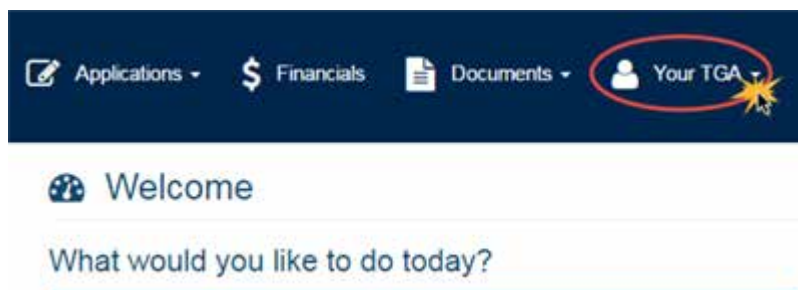 Applications $ Financials Documents Your TGA
Welcome
What would you like to do today?